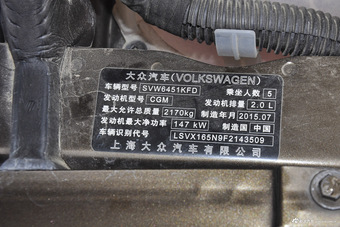 大众汽车(VOLKSWAGEN)
车辆型号 SVW6451KFD 乘坐人数 5
发动机型号 CGM 发动机排量 2.0 L
最大允许总质量 2170kg 制造年月 2015.07
发动机最大净功率 147 kW 制造国 中国
车辆识别代号 LSVX165N9F2143509
上海大众汽车有限公司